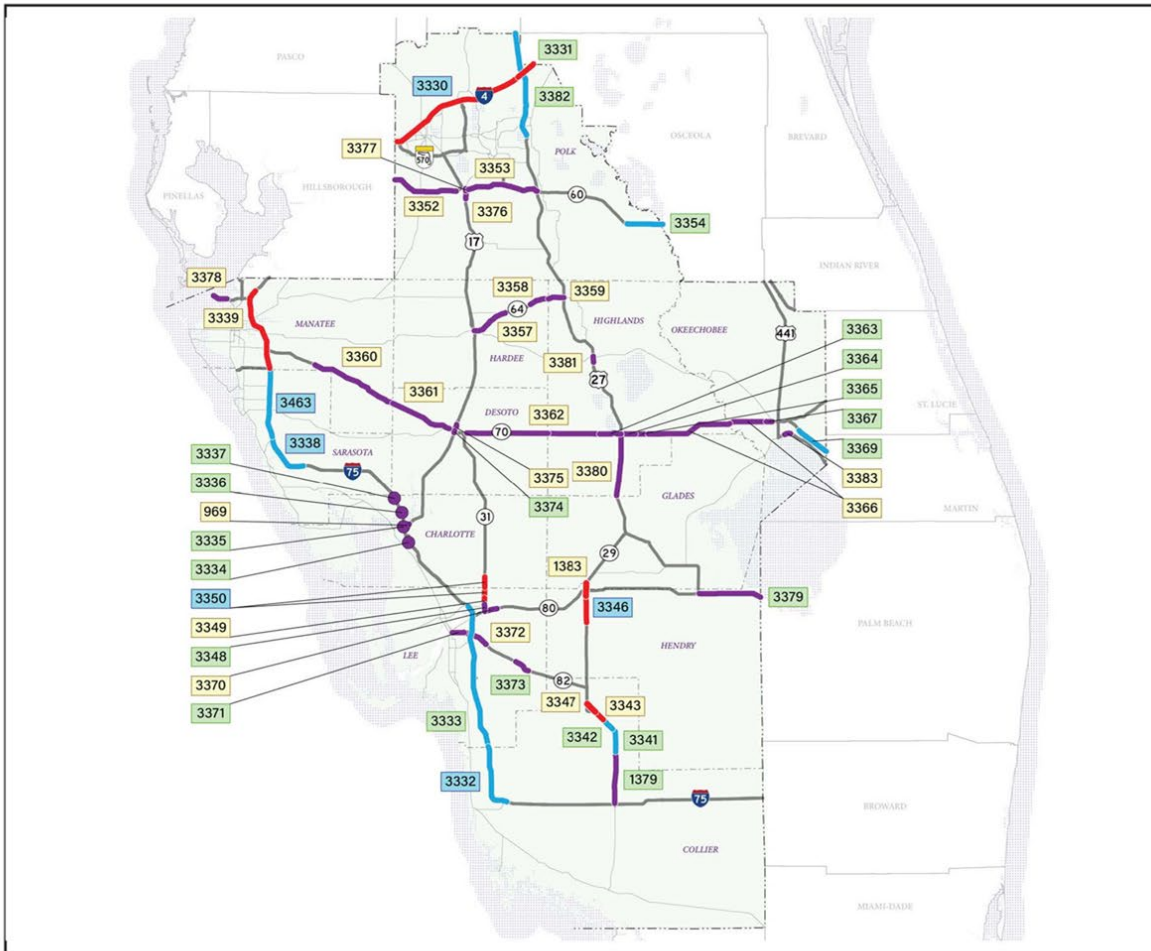 3331
PASCO
3330
4
3382
OSCEOLA
BREVARD
3377
570
POLK
3353
HILLSBOROUGH
PINELLAS
60
3352
3376
3354
17
INDIAN RIVER
3378
3358
3359
64
3339
MANATEE
HIGHLANDS
OKEECHOBEE
441
3363
3357
3360
HARDEE
3381
3364
27
3361
3365
3463
DESOTO
3362
ST. LUCIE
3367
70
3338
3369
SARASOTA
3337
75
3375
3380
3383
3336
3374
GLADES
3366
969
31
MARTIN
3335
CHARLOTTE
29
3334
1383
3350
3379
80
3346
3349
PALM BEACH
3372
3348
LEE
HENDRY
3370
3373
82
3371
3347
3343
3333
3342
3341
3332
1379
75
BROWARD
COLLIER
MIAMI-DADE